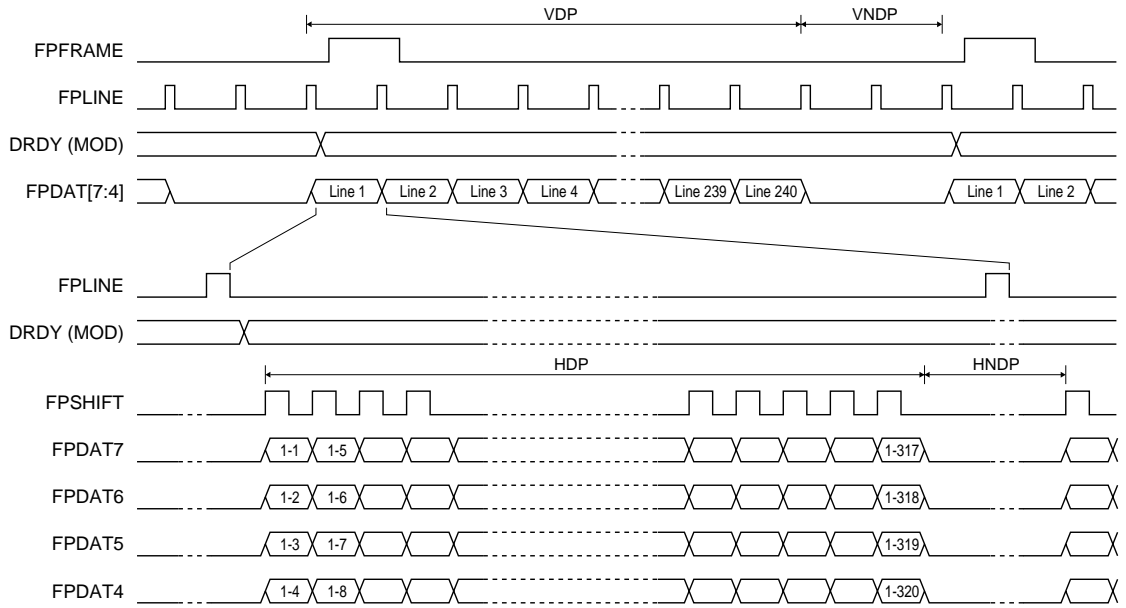 VDP VNDP
FPFRAME
FPLINE
DRDY (MOD)
FPDAT[7:4] Line 1 Line 2 Line 3 Line 4 Line 239 Line 240 Line 1 Line 2
FPLINE
DRDY (MOD)
HDP HNDP
FPSHIFT
FPDAT7 1-1 1-5 1-317
FPDAT6 1-2 1-6 1-318
FPDAT5 1-3 1-7 1-319
FPDAT4 1-4 1-8 1-320